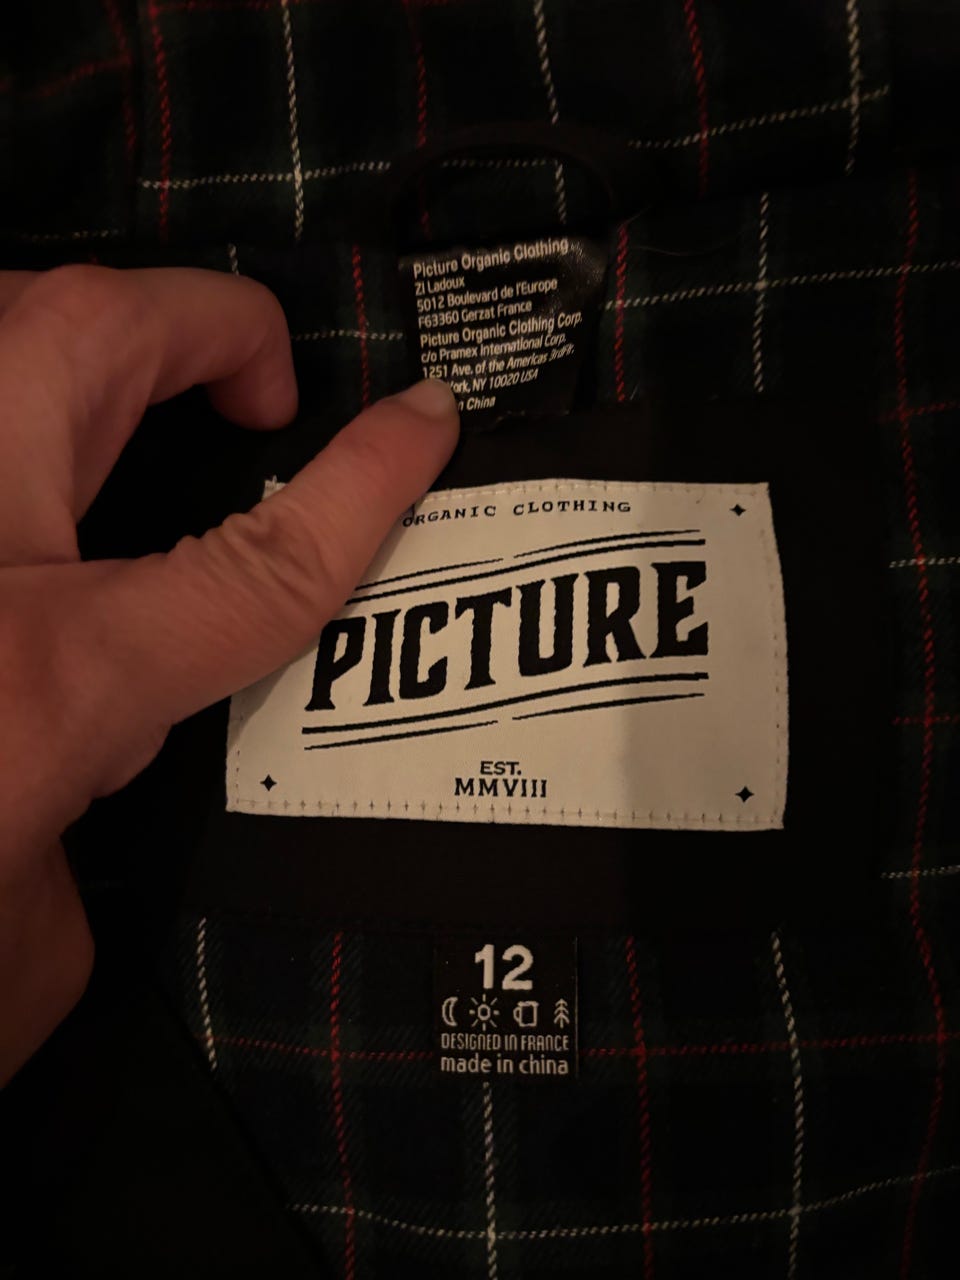 Picture Organic Clothing
ZI Ladoux
5012 Boulevard de l'Europe
F63360 Gerzat France
Picture Organic Clothing Corp.
c/o Pramex International Corp.
1251 Ave. of the Americas 3rdFlr.
ork, NY 10020 USA
n China
ORGANIC CLOTHING
PICTURE
EST.
MMVIII
12
DESIGNED IN FRANCE
made in china